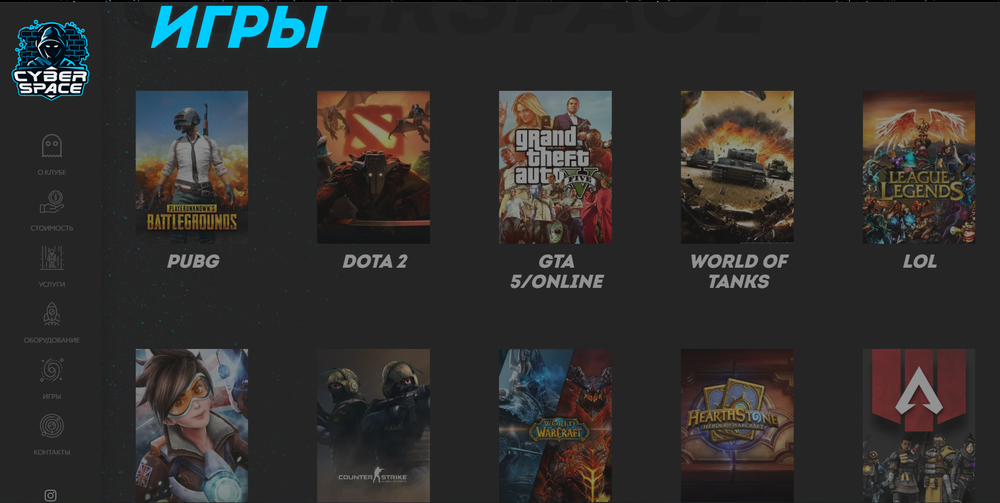 CYBERSPACE
ИГРЫ
CYBER
SPACE
О КЛУБЕ
СТОИМОСТЬ
УСЛУГИ
ОБОРУДОВАНИЕ
ИГРЫ
КОНТАКТЫ
PLAYERUNKNOWN'S
BATTLEGROUNDS
grand
theft
auto
FIVE
V
LEAGUE of
LEGENDS
PUBG
DOTA 2
GTA
5/ONLINE
WORLD OF
TANKS
LOL
POLIZEI
COUNTER STRIKE
GLOBAL OFFENSIVE
WORLD
WARCRAFT
HEARTHSTONE
HEROES OF WARCRAFT